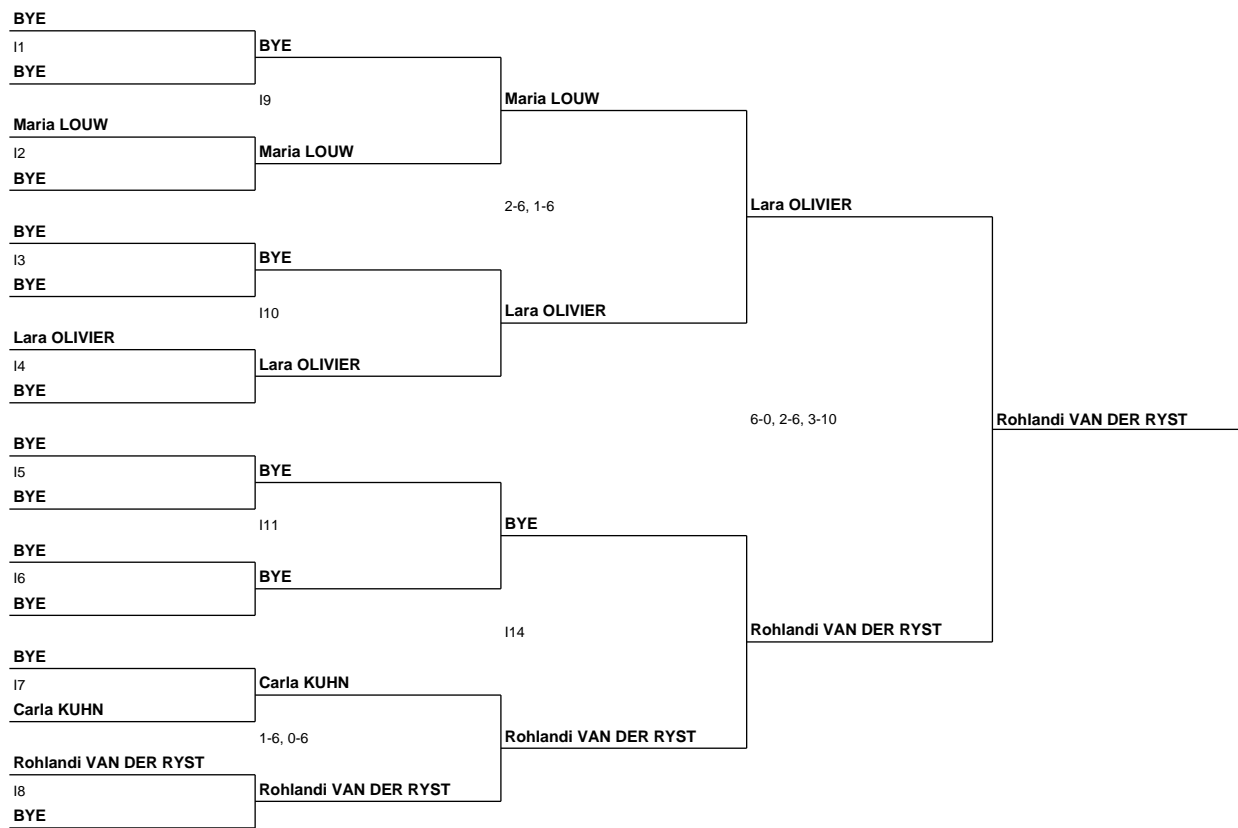 BYE
I1
BYE
BYE
I9
Maria LOUW
Maria LOUW
I2
Maria LOUW
BYE
2-6, 1-6
Lara OLIVIER
BYE
I3
BYE
BYE
I10
Lara OLIVIER
Lara OLIVIER
I4
Lara OLIVIER
BYE
6-0, 2-6, 3-10
Rohlandi VAN DER RYST
BYE
I5
BYE
BYE
I11
BYE
BYE
I6
BYE
BYE
I14
Rohlandi VAN DER RYST
BYE
I7
Carla KUHN
Carla KUHN
1-6, 0-6
Rohlandi VAN DER RYST
Rohlandi VAN DER RYST
I8
Rohlandi VAN DER RYST
BYE